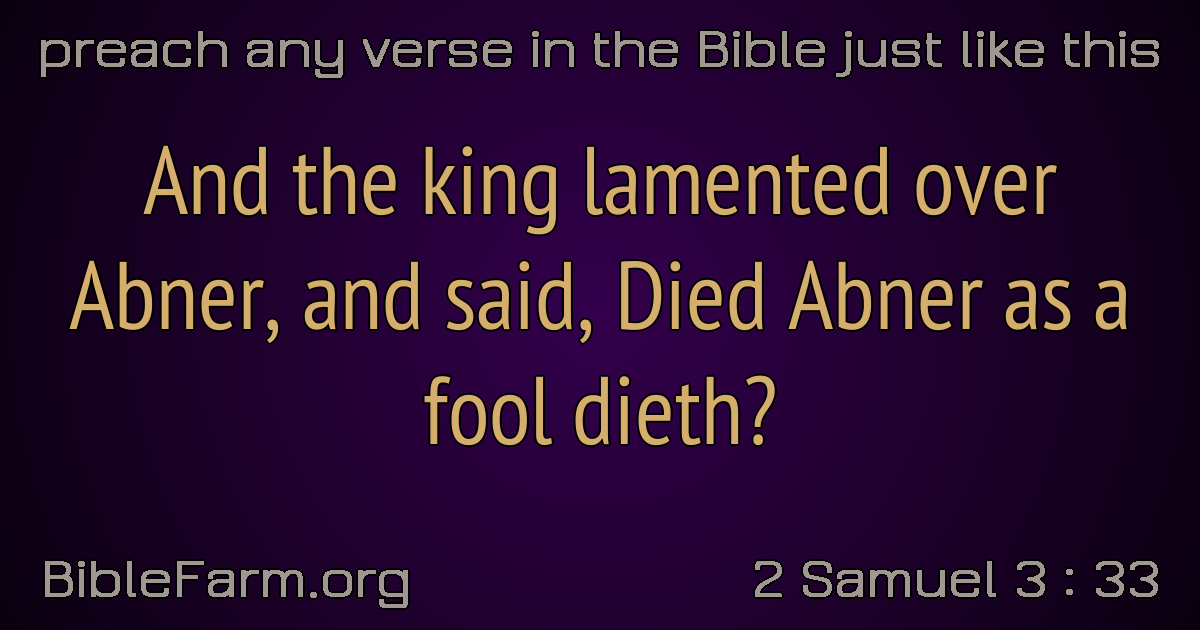 preach any verse in the Bible just like this
And the king lamented over
Abner, and said, Died Abner as a
fool dieth?
BibleFarm.org
2 Samuel 3 : 33